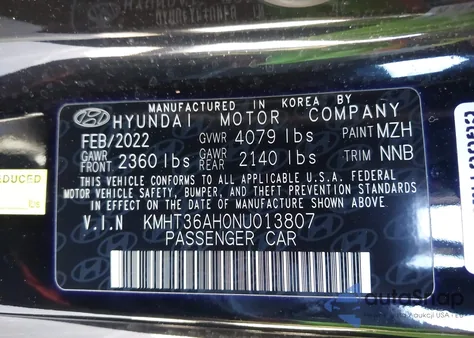 MANUFACTURED IN KOREA BY
HYUNDAI MOTOR COMPANY
FEB/2022 GVWR 4079 lbs PAINT MZH
GAWR FRONT 2360 lbs GAWR REAR 2140 lbs TRIM NNB
THIS VEHICLE CONFORMS TO ALL APPLICABLE U.S.A. FEDERAL
MOTOR VEHICLE SAFETY, BUMPER, AND THEFT PREVENTION STANDARDS
IN EFFECT ON THE DATE OF MANUFACTURE SHOWN ABOVE.
V.I.N KMHT36AH0NU013807
PASSENGER CAR
DUCED
lbs
autoSnap